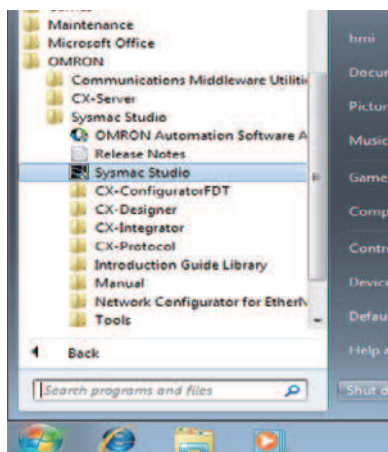 Maintenance
Microsoft Office
OMRON
Communications Middleware Utiliti
CX-Server
Sysmac Studio
OMRON Automation Software A
Release Notes
Sysmac Studio
CX-ConfiguratorFDT
CX-Designer
CX-Integrator
CX-Protocol
Introduction Guide Library
Manual
Network Configurator for EtherN
Tools
Back
Search programs and files
hmi
Docur
Pictur
Music
Game
Comp
Contr
Device
Defau
Help a
Shut d